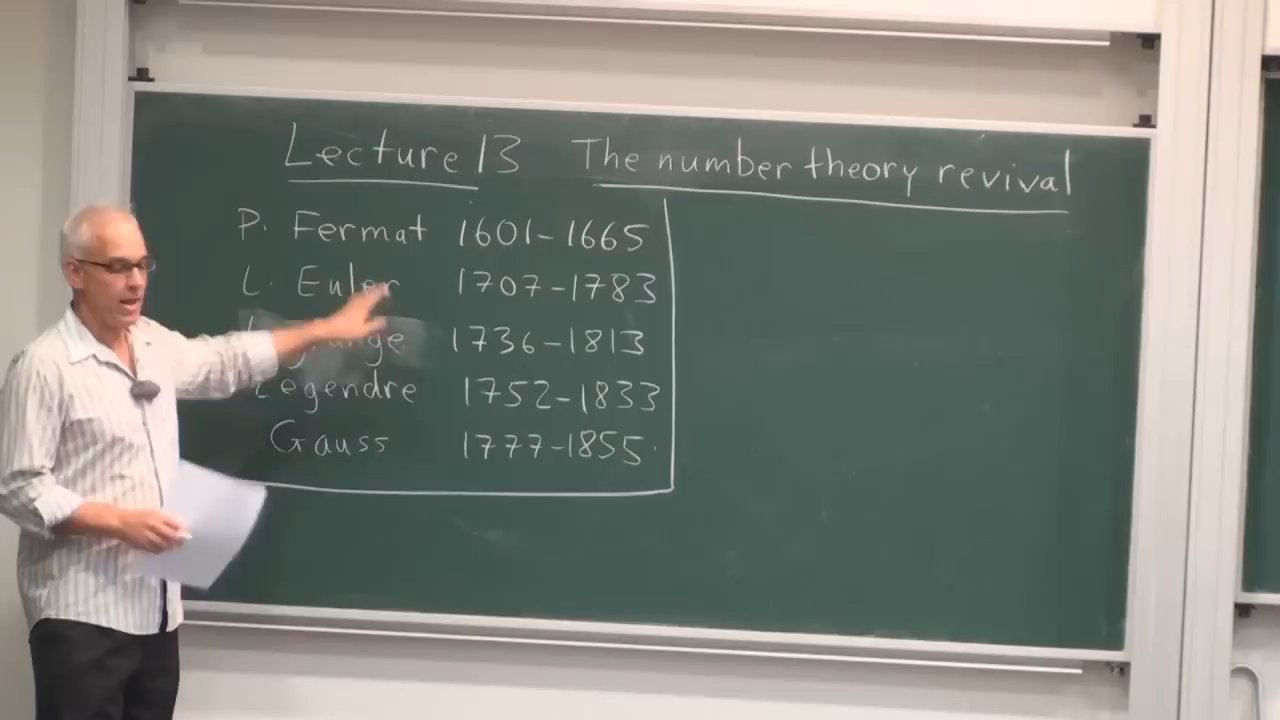 Lecture 13 The number theory revival
P. Fermat 1601-1665
L. Euler 1707-1783
1736-1813
Legendre 1752-1833
Gauss 1777-1855